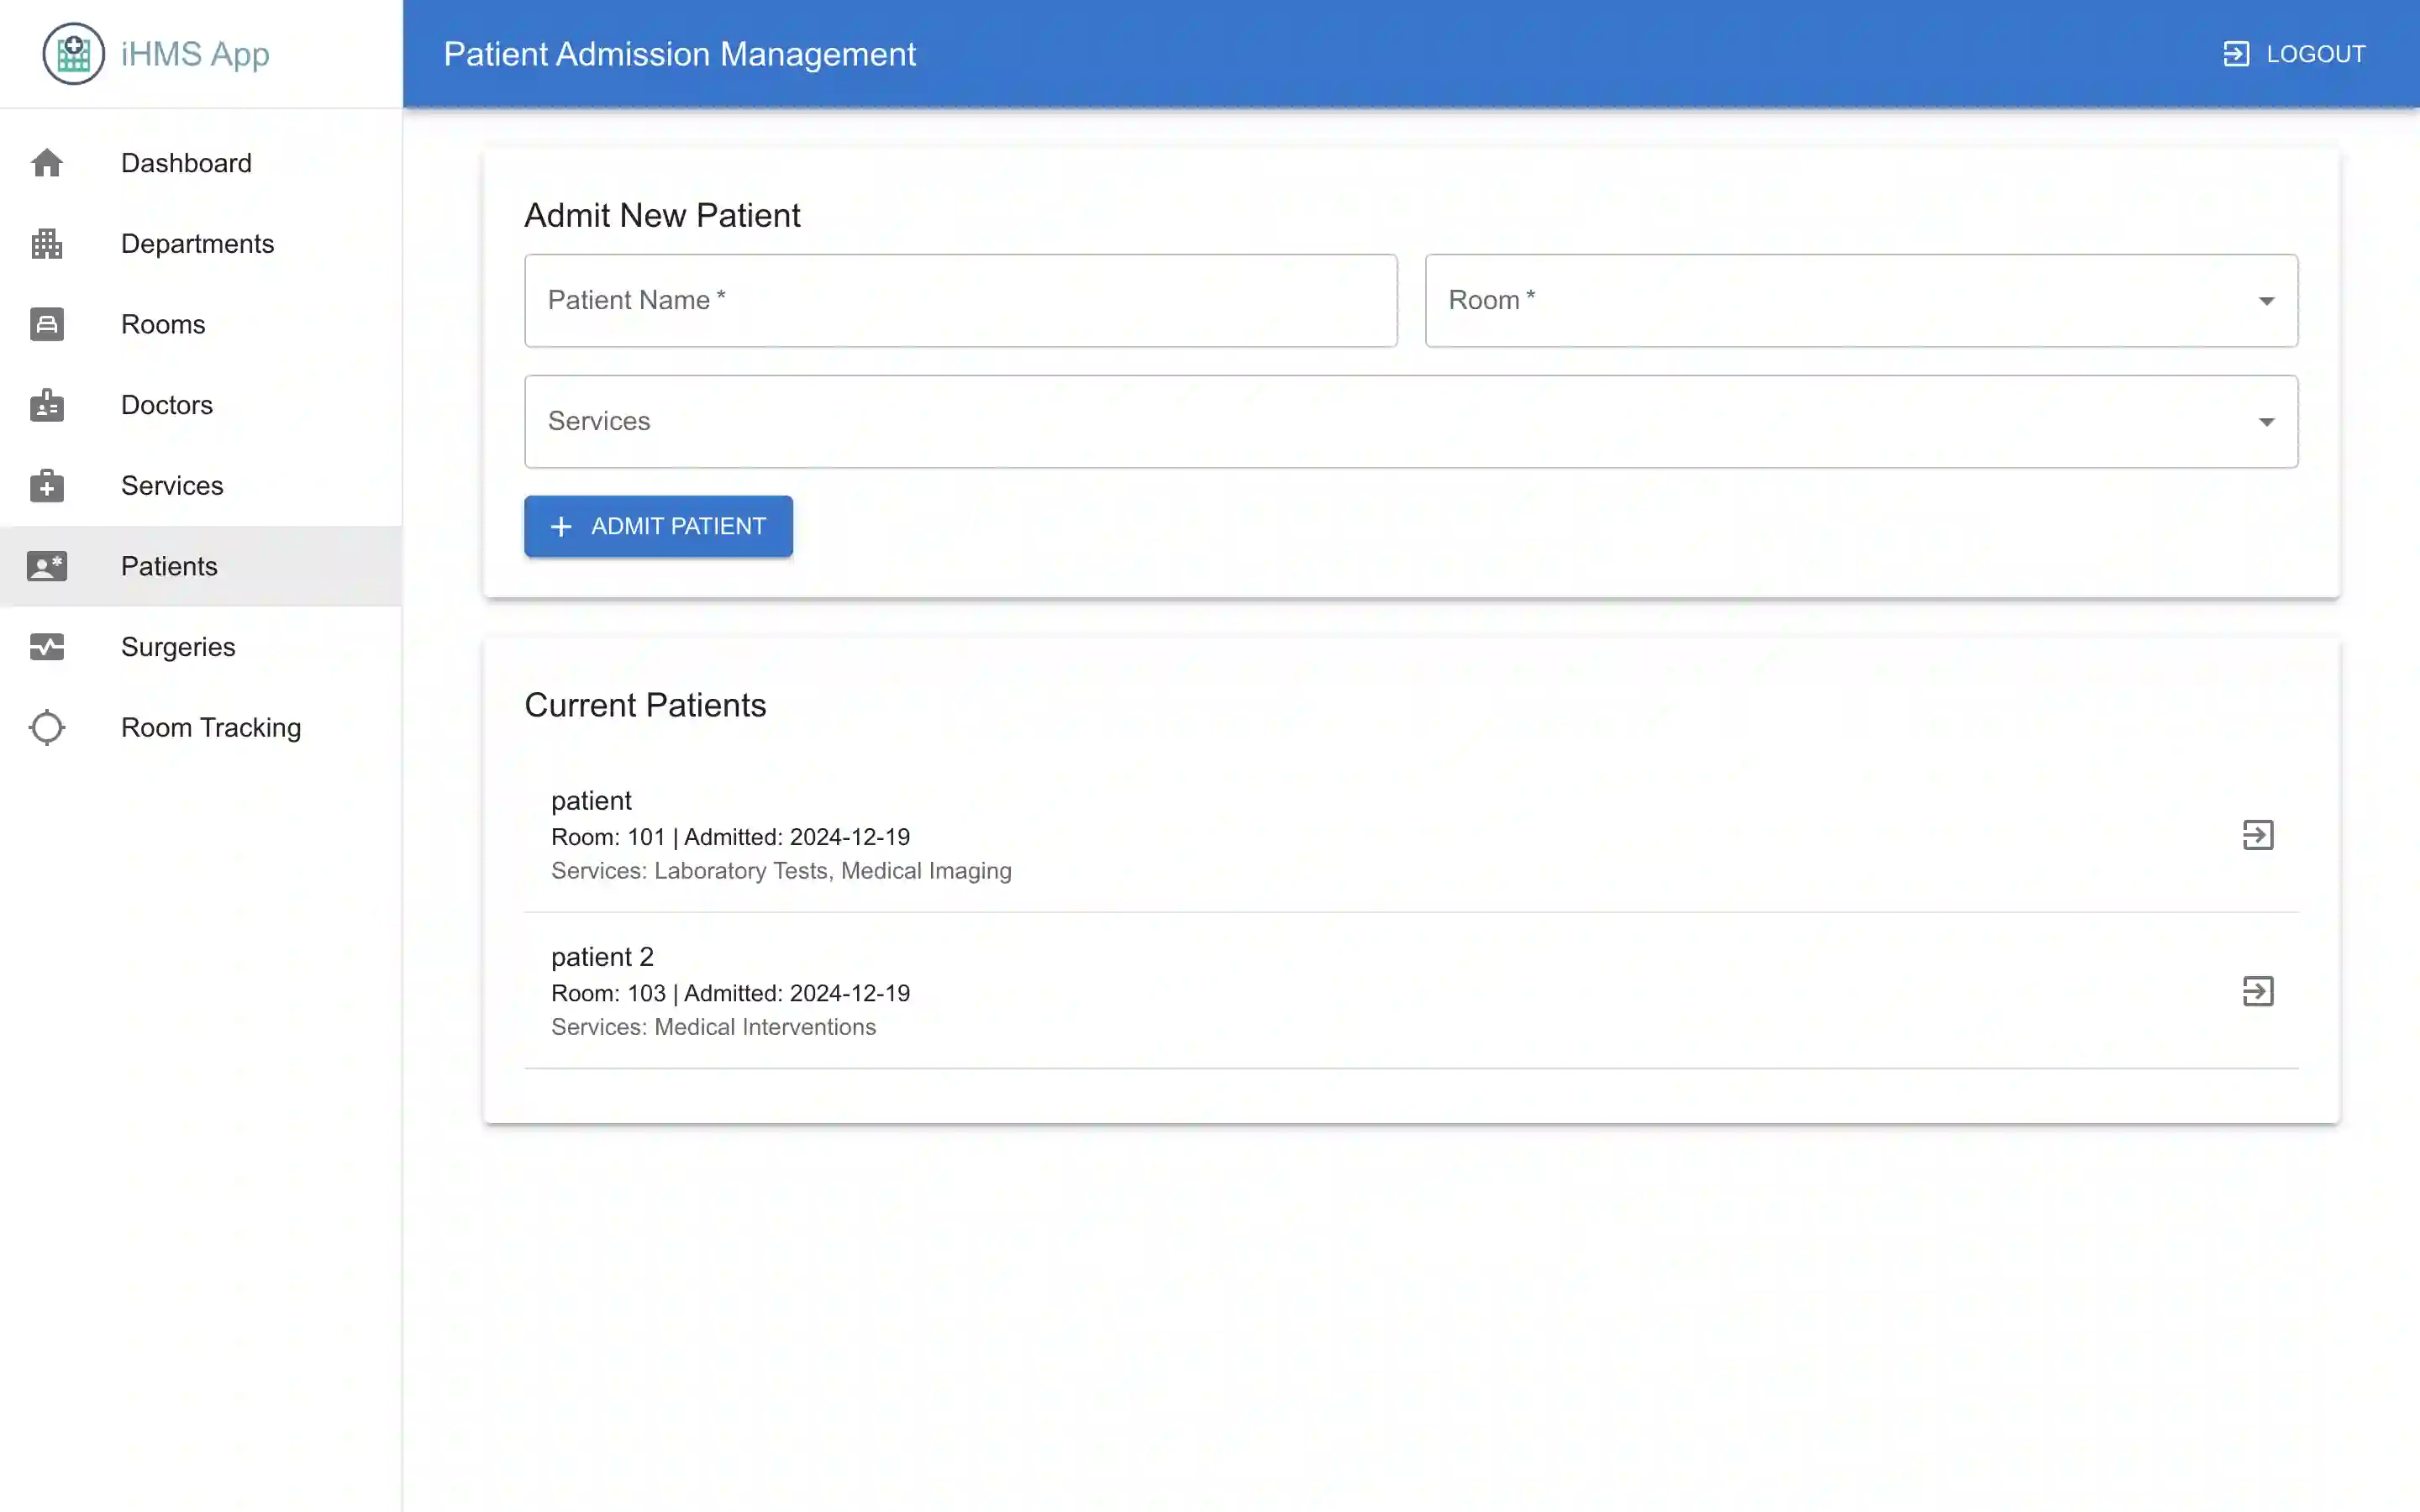 iHMS App
Patient Admission Management
LOGOUT
Dashboard
Departments
Rooms
Doctors
Services
Patients
Surgeries
Room Tracking
Admit New Patient
Patient Name *
Room *
Services
ADMIT PATIENT
Current Patients
patient
Room: 101 | Admitted: 2024-12-19
Services: Laboratory Tests, Medical Imaging
patient 2
Room: 103 | Admitted: 2024-12-19
Services: Medical Interventions